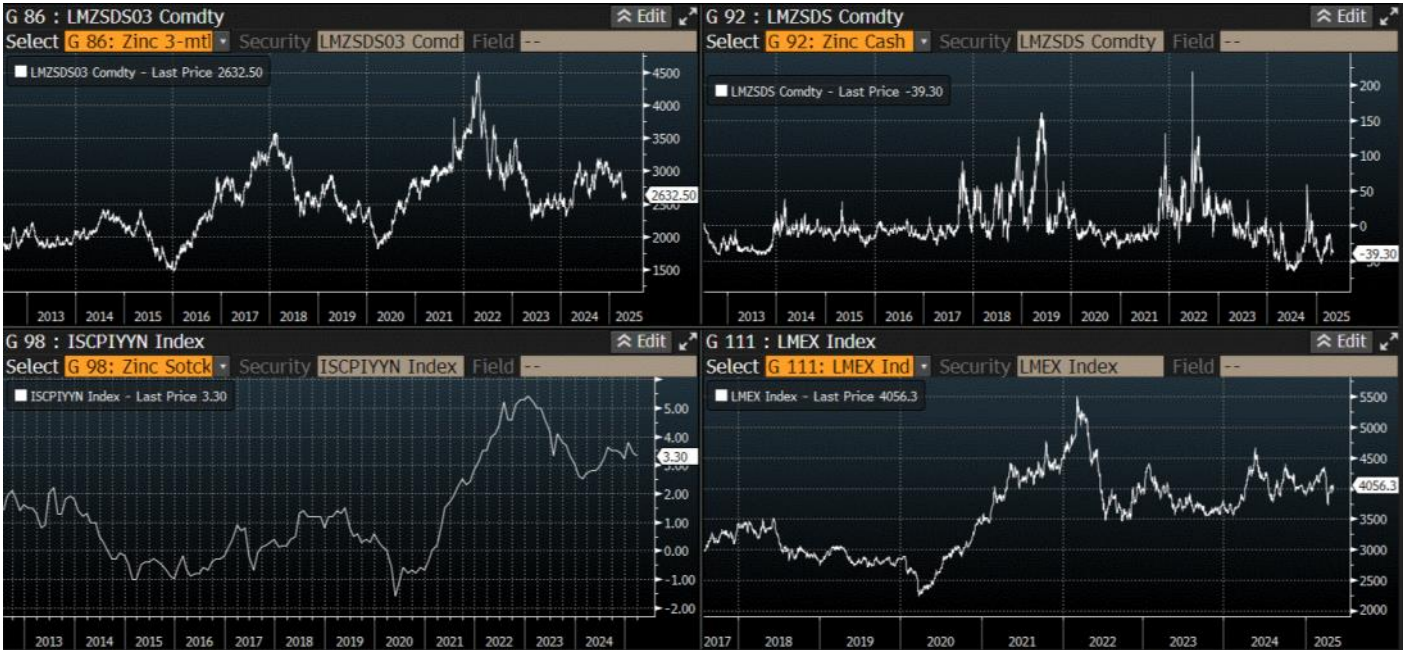 G 86 : LMZSDS03 Comdty
Edit
Select G 86: Zinc 3-mtl Security LMZSDS03 Comd Field --
LMZSDS03 Comdty - Last Price 2632.50
4500
4000
3500
3000
2632.50
2500
2000
1500
2013 2014 2015 2016 2017 2018 2019 2020 2021 2022 2023 2024 2025
G 92 : LMZSDS Comdty
Edit
Select G 92: Zinc Cash Security LMZSDS Comdty Field --
LMZSDS Comdty - Last Price -39.30
200
150
100
50
0
-39.30
2013 2014 2015 2016 2017 2018 2019 2020 2021 2022 2023 2024 2025
G 98 : ISCPIYYN Index
Edit
Select G 98: Zinc Sotck Security ISCPIYYN Index Field --
ISCPIYYN Index - Last Price 3.30
5.00
4.00
3.30
3.00
2.00
1.00
0.00
-1.00
-2.00
2013 2014 2015 2016 2017 2018 2019 2020 2021 2022 2023 2024
G 111 : LMEX Index
Edit
Select G 111: LMEX Ind Security LMEX Index Field --
LMEX Index - Last Price 4056.3
5500
5000
4500
4056.3
3500
3000
2500
2000
2017 2018 2019 2020 2021 2022 2023 2024 2025